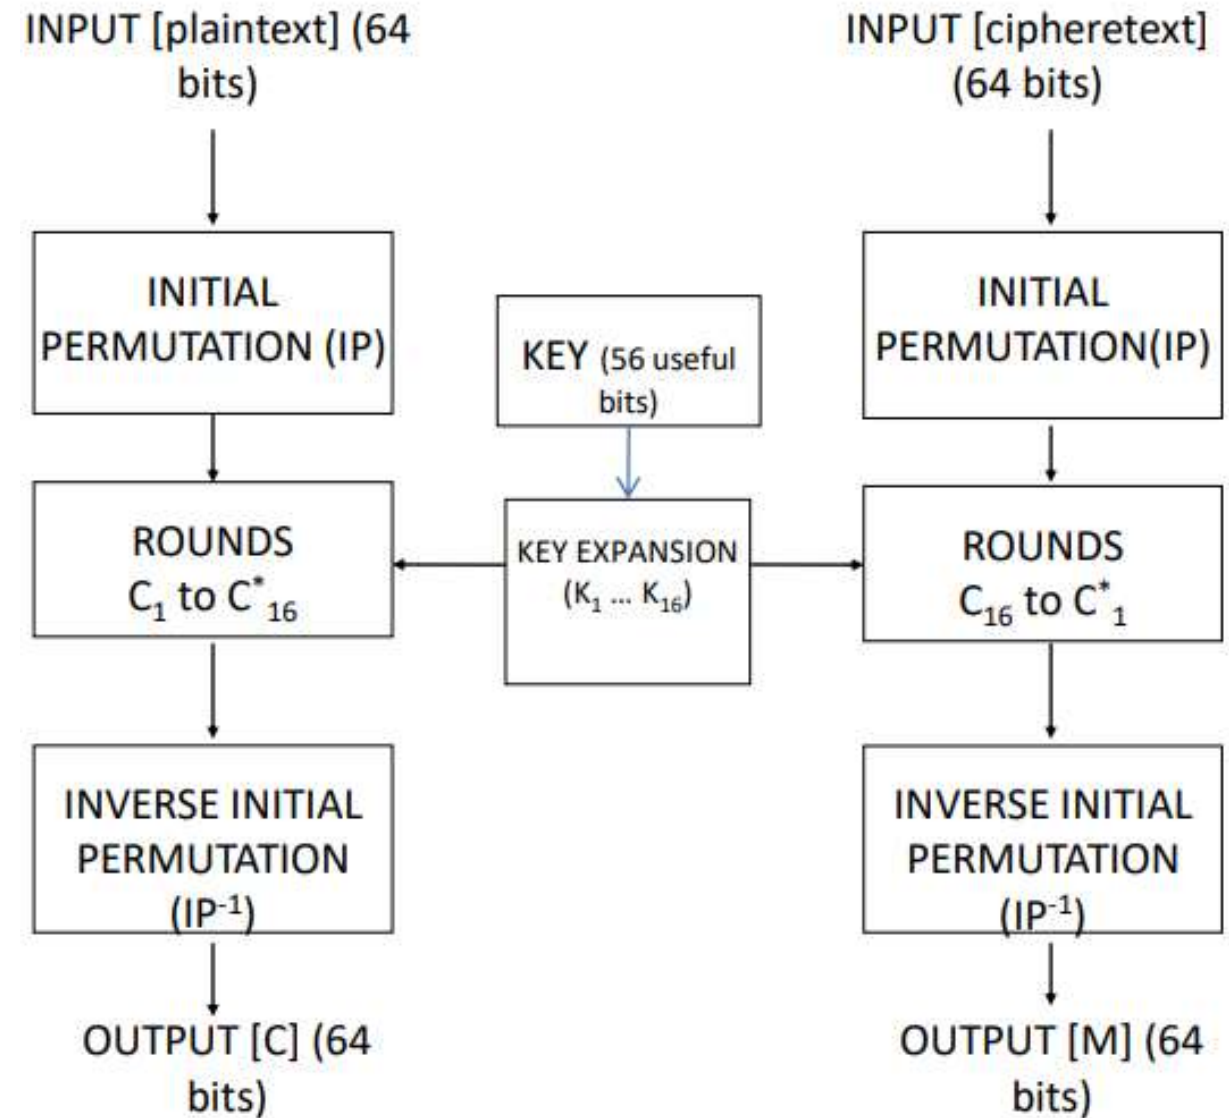 INPUT [plaintext] (64
bits)
INITIAL
PERMUTATION (IP)
ROUNDS
C₁ to C*₁₆
INVERSE INITIAL
PERMUTATION
(IP⁻¹)
OUTPUT [C] (64
bits)
KEY (56 useful
bits)
KEY EXPANSION
(K₁ ... K₁₆)
INPUT [cipheretext]
(64 bits)
INITIAL
PERMUTATION(IP)
ROUNDS
C₁₆ to C*₁
INVERSE INITIAL
PERMUTATION
(IP⁻¹)
OUTPUT [M] (64
bits)